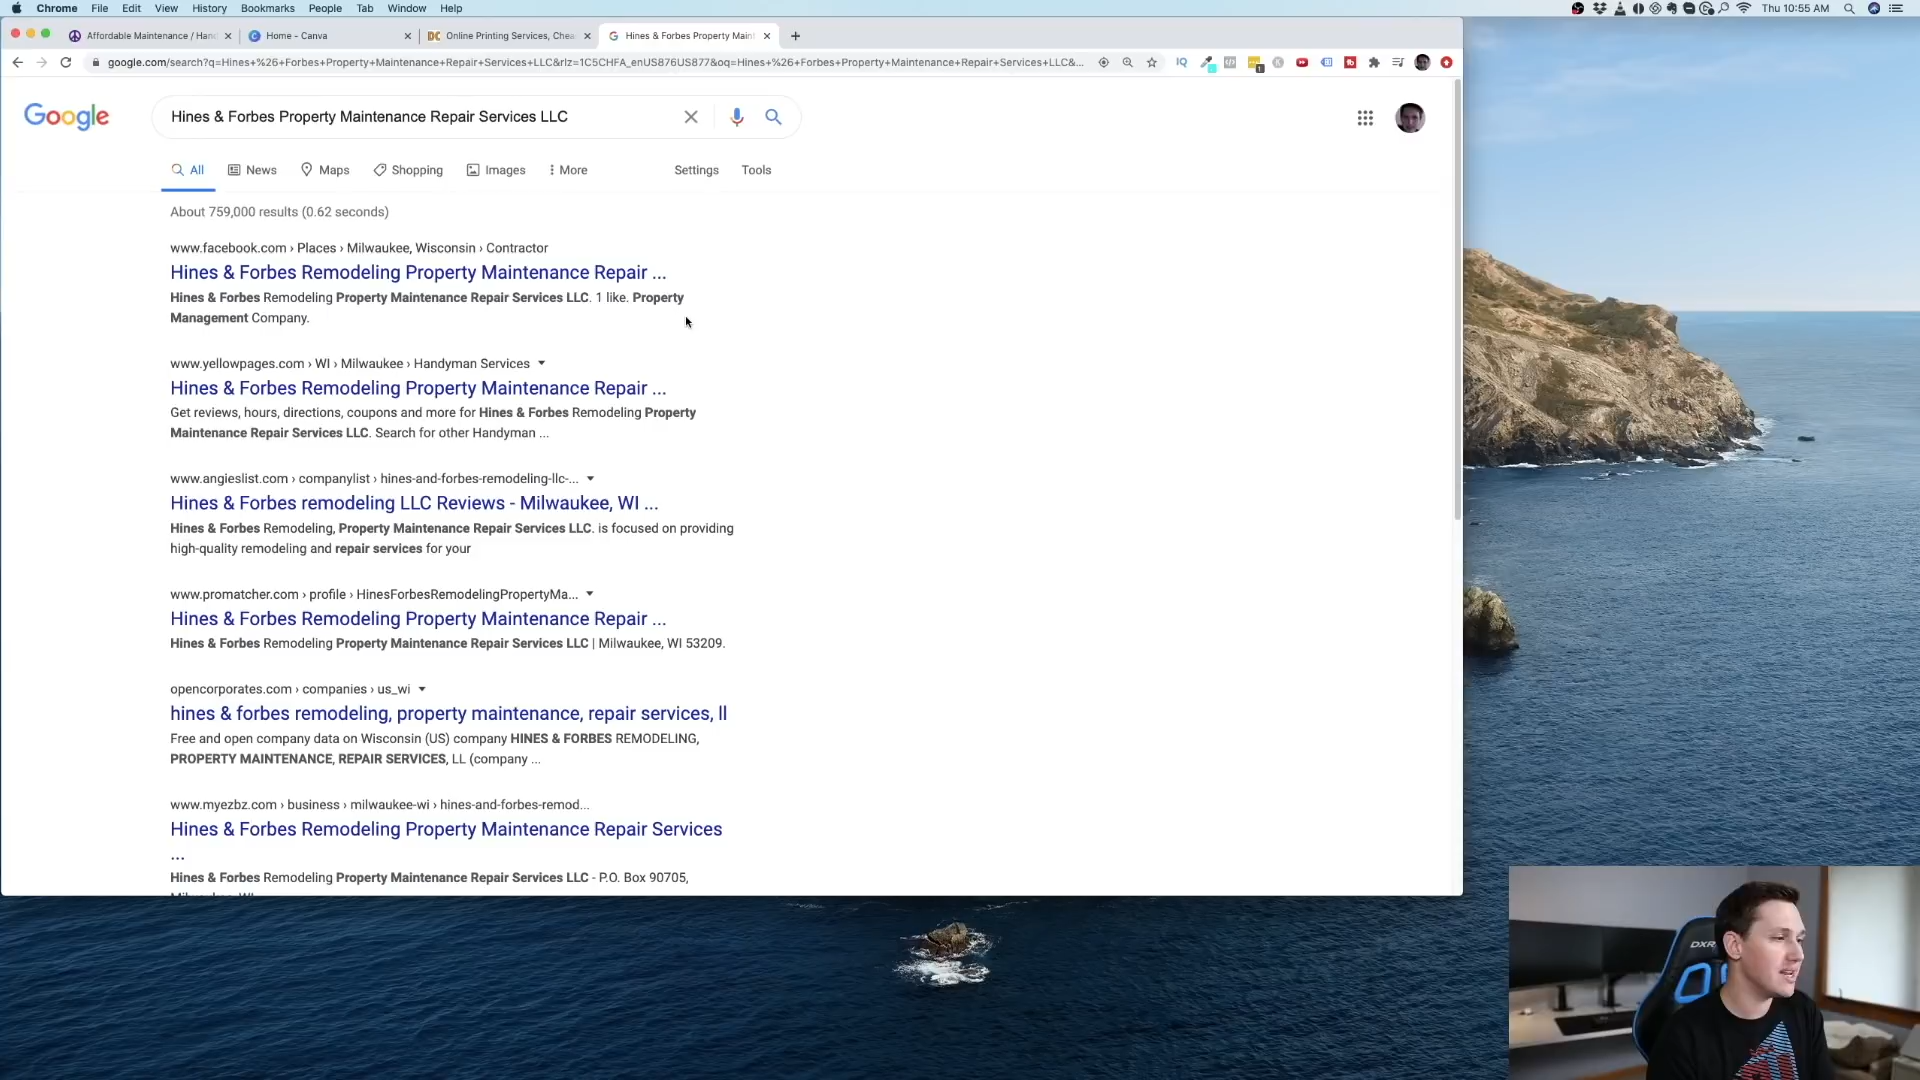 Chrome File Edit View History Bookmarks People Tab Window Help
Thu 10:55 AM
Affordable Maintenance / Han
Home - Canva
Online Printing Services, Chea
Hines & Forbes Property Maint
google.com/search?q=Hines+%26+Forbes+Property+Maintenance+Repair+Services+LLC&rlz=1C5CHFA_enUS876US877&oq=Hines+%26+Forbes+Property+Maintenance+Repair+Services+LLC&...
Google
Hines & Forbes Property Maintenance Repair Services LLC
All News Maps Shopping Images More Settings Tools
About 759,000 results (0.62 seconds)
www.facebook.com › Places › Milwaukee, Wisconsin › Contractor
Hines & Forbes Remodeling Property Maintenance Repair ...
Hines & Forbes Remodeling Property Maintenance Repair Services LLC. 1 like. Property
Management Company.
www.yellowpages.com › WI › Milwaukee › Handyman Services
Hines & Forbes Remodeling Property Maintenance Repair ...
Get reviews, hours, directions, coupons and more for Hines & Forbes Remodeling Property
Maintenance Repair Services LLC. Search for other Handyman ...
www.angieslist.com › companylist › hines-and-forbes-remodeling-llc-...
Hines & Forbes remodeling LLC Reviews - Milwaukee, WI ...
Hines & Forbes Remodeling, Property Maintenance Repair Services LLC. is focused on providing
high-quality remodeling and repair services for your
www.promatcher.com › profile › HinesForbesRemodelingPropertyMa...
Hines & Forbes Remodeling Property Maintenance Repair ...
Hines & Forbes Remodeling Property Maintenance Repair Services LLC | Milwaukee, WI 53209.
opencorporates.com › companies › us_wi
hines & forbes remodeling, property maintenance, repair services, ll
Free and open company data on Wisconsin (US) company HINES & FORBES REMODELING,
PROPERTY MAINTENANCE, REPAIR SERVICES, LL (company ...
www.myezbz.com › business › milwaukee-wi › hines-and-forbes-remod...
Hines & Forbes Remodeling Property Maintenance Repair Services
...
Hines & Forbes Remodeling Property Maintenance Repair Services LLC - P.O. Box 90705,
DXR